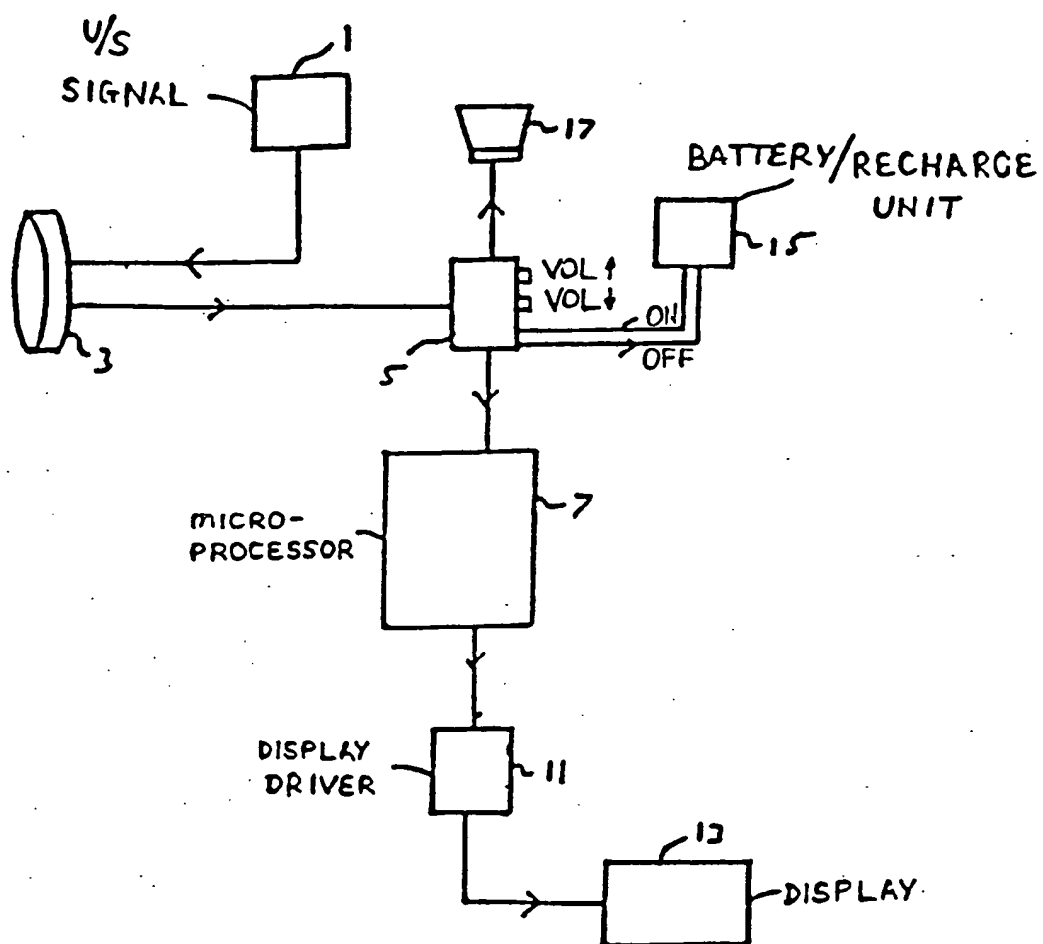 U/S
SIGNAL
1
17
BATTERY/RECHARGE
UNIT
15
VOL ↑
VOL ↓
ON
OFF
3
5
7
MICRO-
PROCESSOR
DISPLAY
DRIVER
11
13
DISPLAY